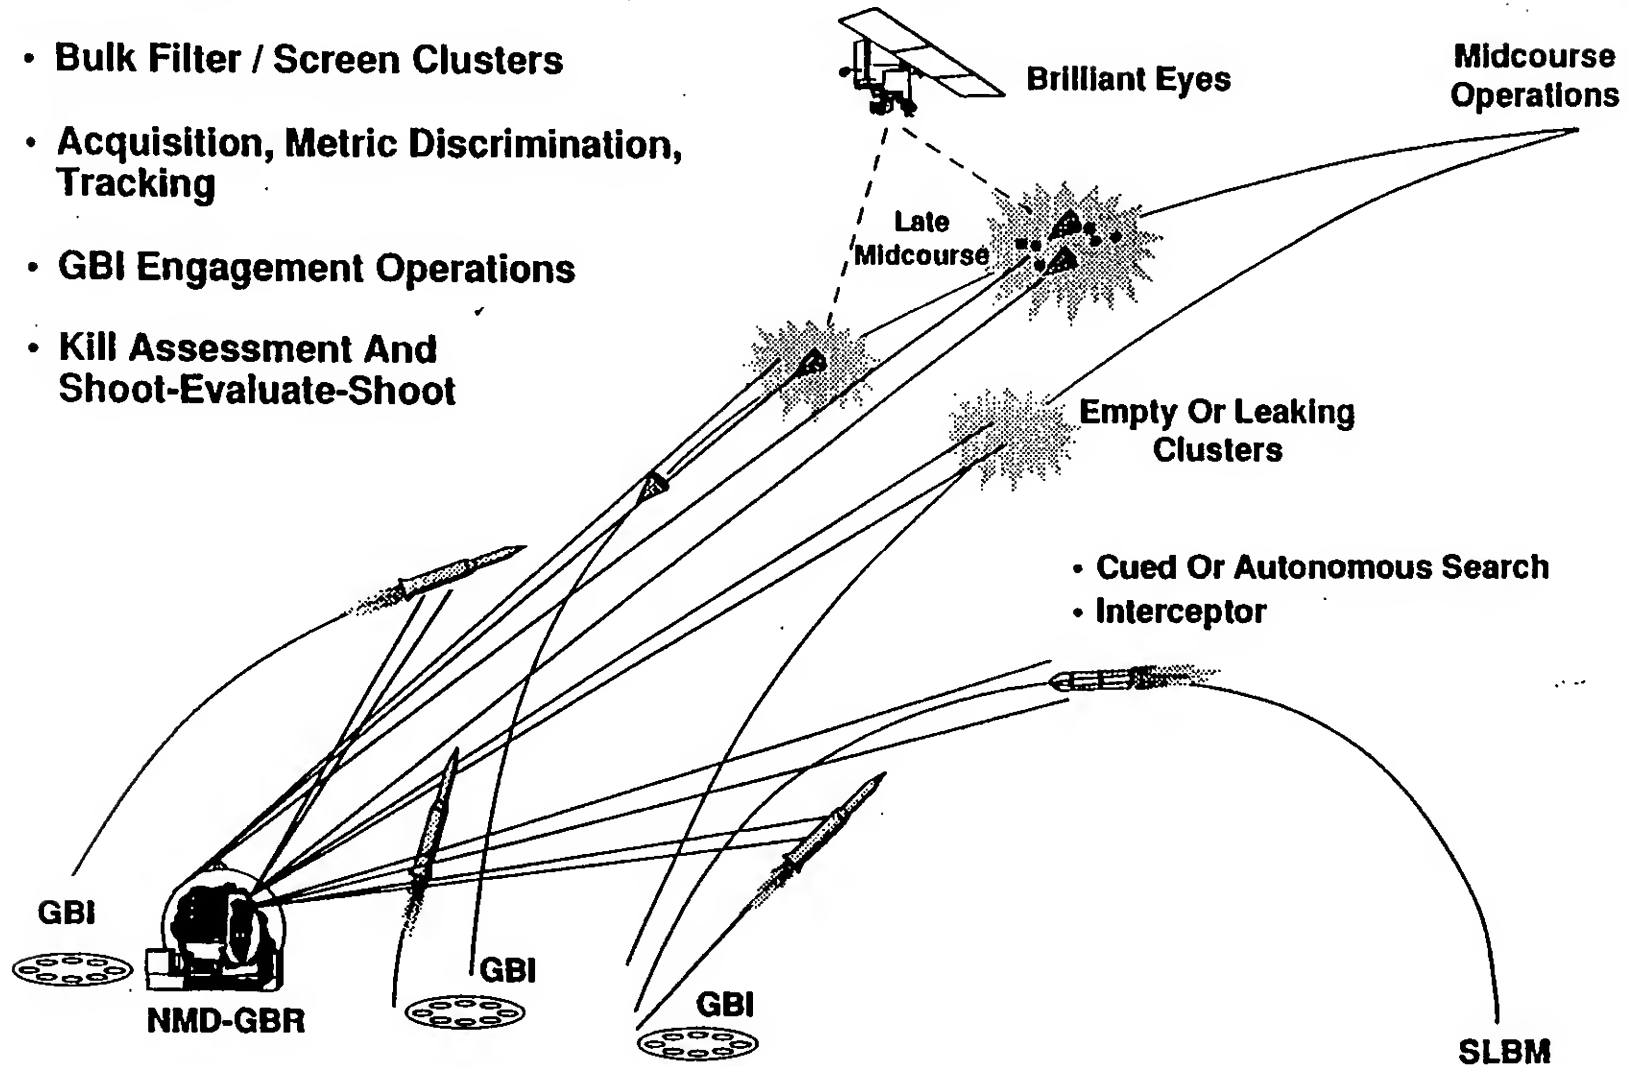 • Bulk Filter / Screen Clusters
• Acquisition, Metric Discrimination,
Tracking
• GBI Engagement Operations
• Kill Assessment And
Shoot-Evaluate-Shoot
Brilliant Eyes
Midcourse
Operations
Late
Midcourse
Empty Or Leaking
Clusters
• Cued Or Autonomous Search
• Interceptor
GBI
NMD-GBR
GBI
GBI
SLBM